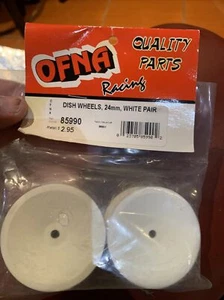 OFNA
Racing
QUALITY
PARTS
DISH WHEELS, 24mm, WHITE PAIR
85990
$ 2.95